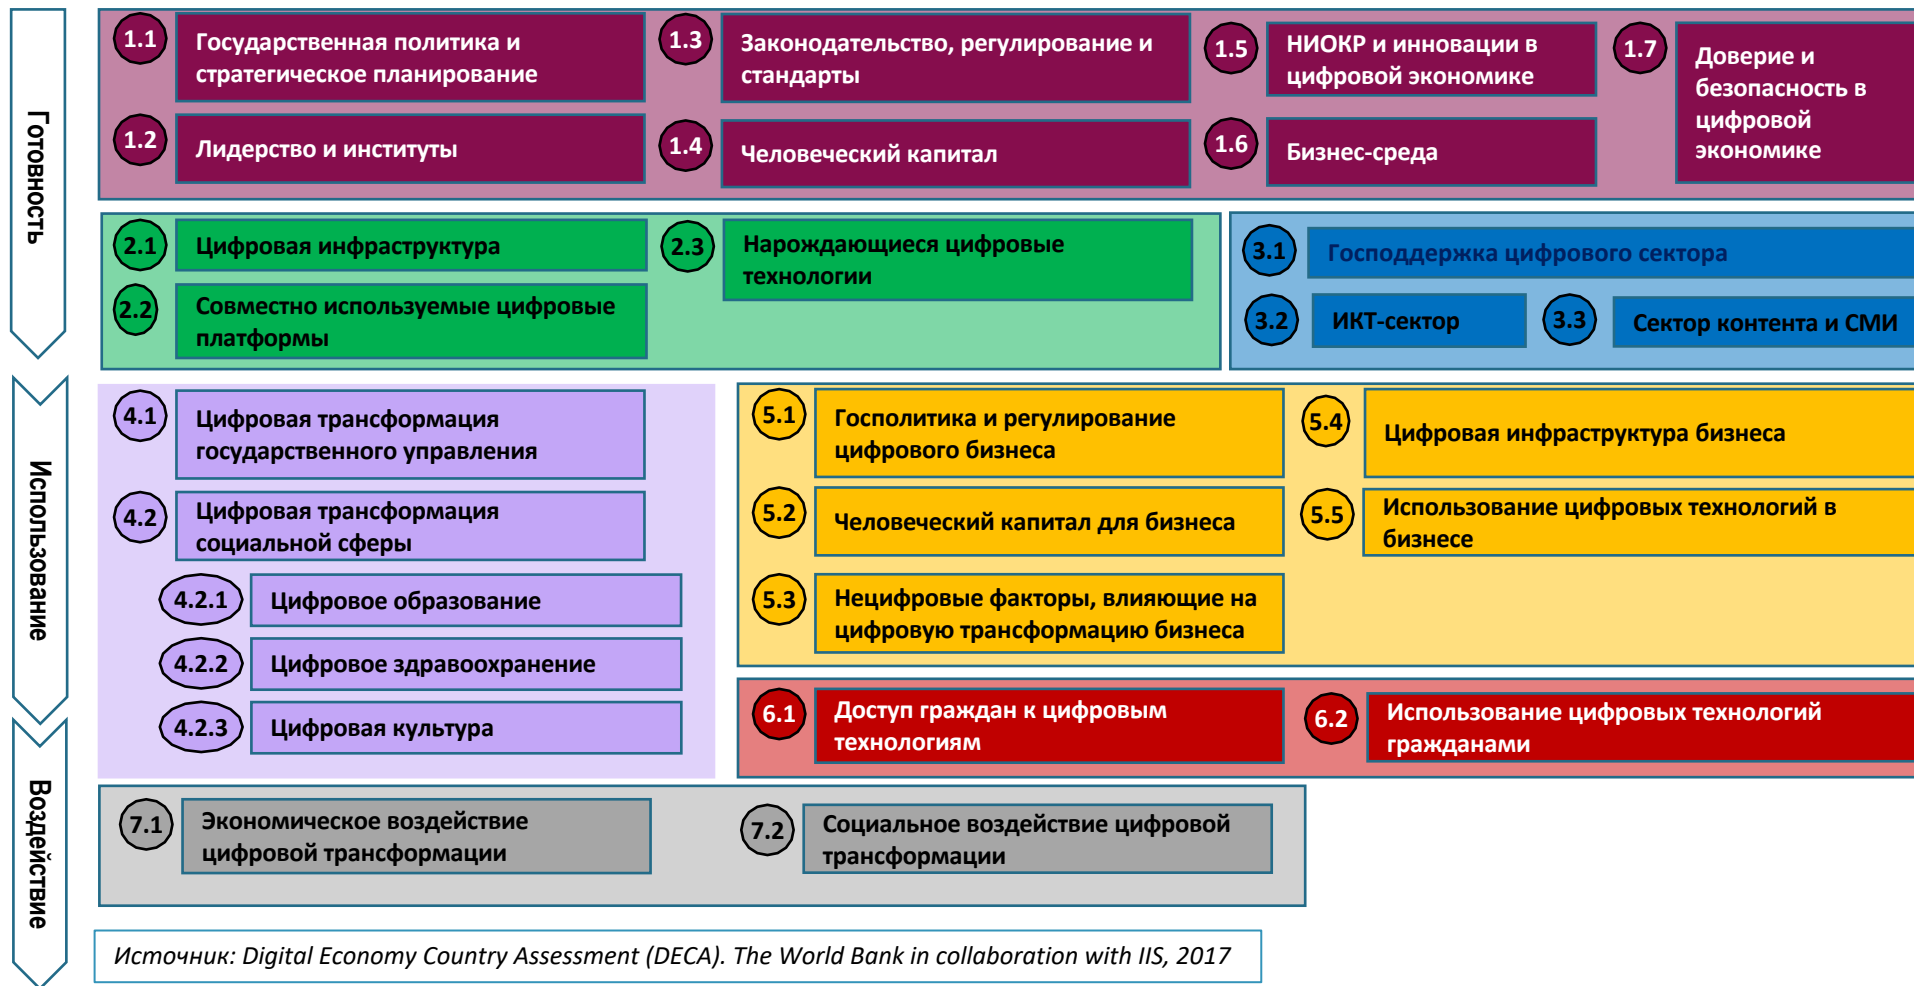 Готовность
1.1
Государственная политика и
стратегическое планирование
1.2
Лидерство и институты
1.3
Законодательство, регулирование и
стандарты
1.4
Человеческий капитал
1.5
НИОКР и инновации в
цифровой экономике
1.6
Бизнес-среда
1.7
Доверие и
безопасность в
цифровой
экономике
2.1
Цифровая инфраструктура
2.2
Совместно используемые цифровые
платформы
2.3
Нарождающиеся цифровые
технологии
3.1
Господдержка цифрового сектора
3.2
ИКТ-сектор
3.3
Сектор контента и СМИ
Использование
4.1
Цифровая трансформация
государственного управления
4.2
Цифровая трансформация
социальной сферы
4.2.1
Цифровое образование
4.2.2
Цифровое здравоохранение
4.2.3
Цифровая культура
5.1
Госполитика и регулирование
цифрового бизнеса
5.2
Человеческий капитал для бизнеса
5.3
Нецифровые факторы, влияющие на
цифровую трансформацию бизнеса
5.4
Цифровая инфраструктура бизнеса
5.5
Использование цифровых технологий в
бизнесе
6.1
Доступ граждан к цифровым
технологиям
6.2
Использование цифровых технологий
гражданами
Воздействие
7.1
Экономическое воздействие
цифровой трансформации
7.2
Социальное воздействие цифровой
трансформации
Источник: Digital Economy Country Assessment (DECA). The World Bank in collaboration with IIS, 2017